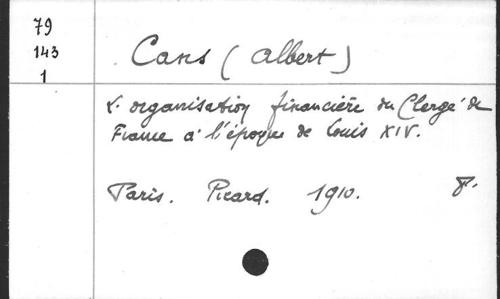 79
143
1
Cans (Albert)
L'organisation financière du Clergé de
France à l'époque de Louis XIV.
Paris. Picard. 1910. 8.